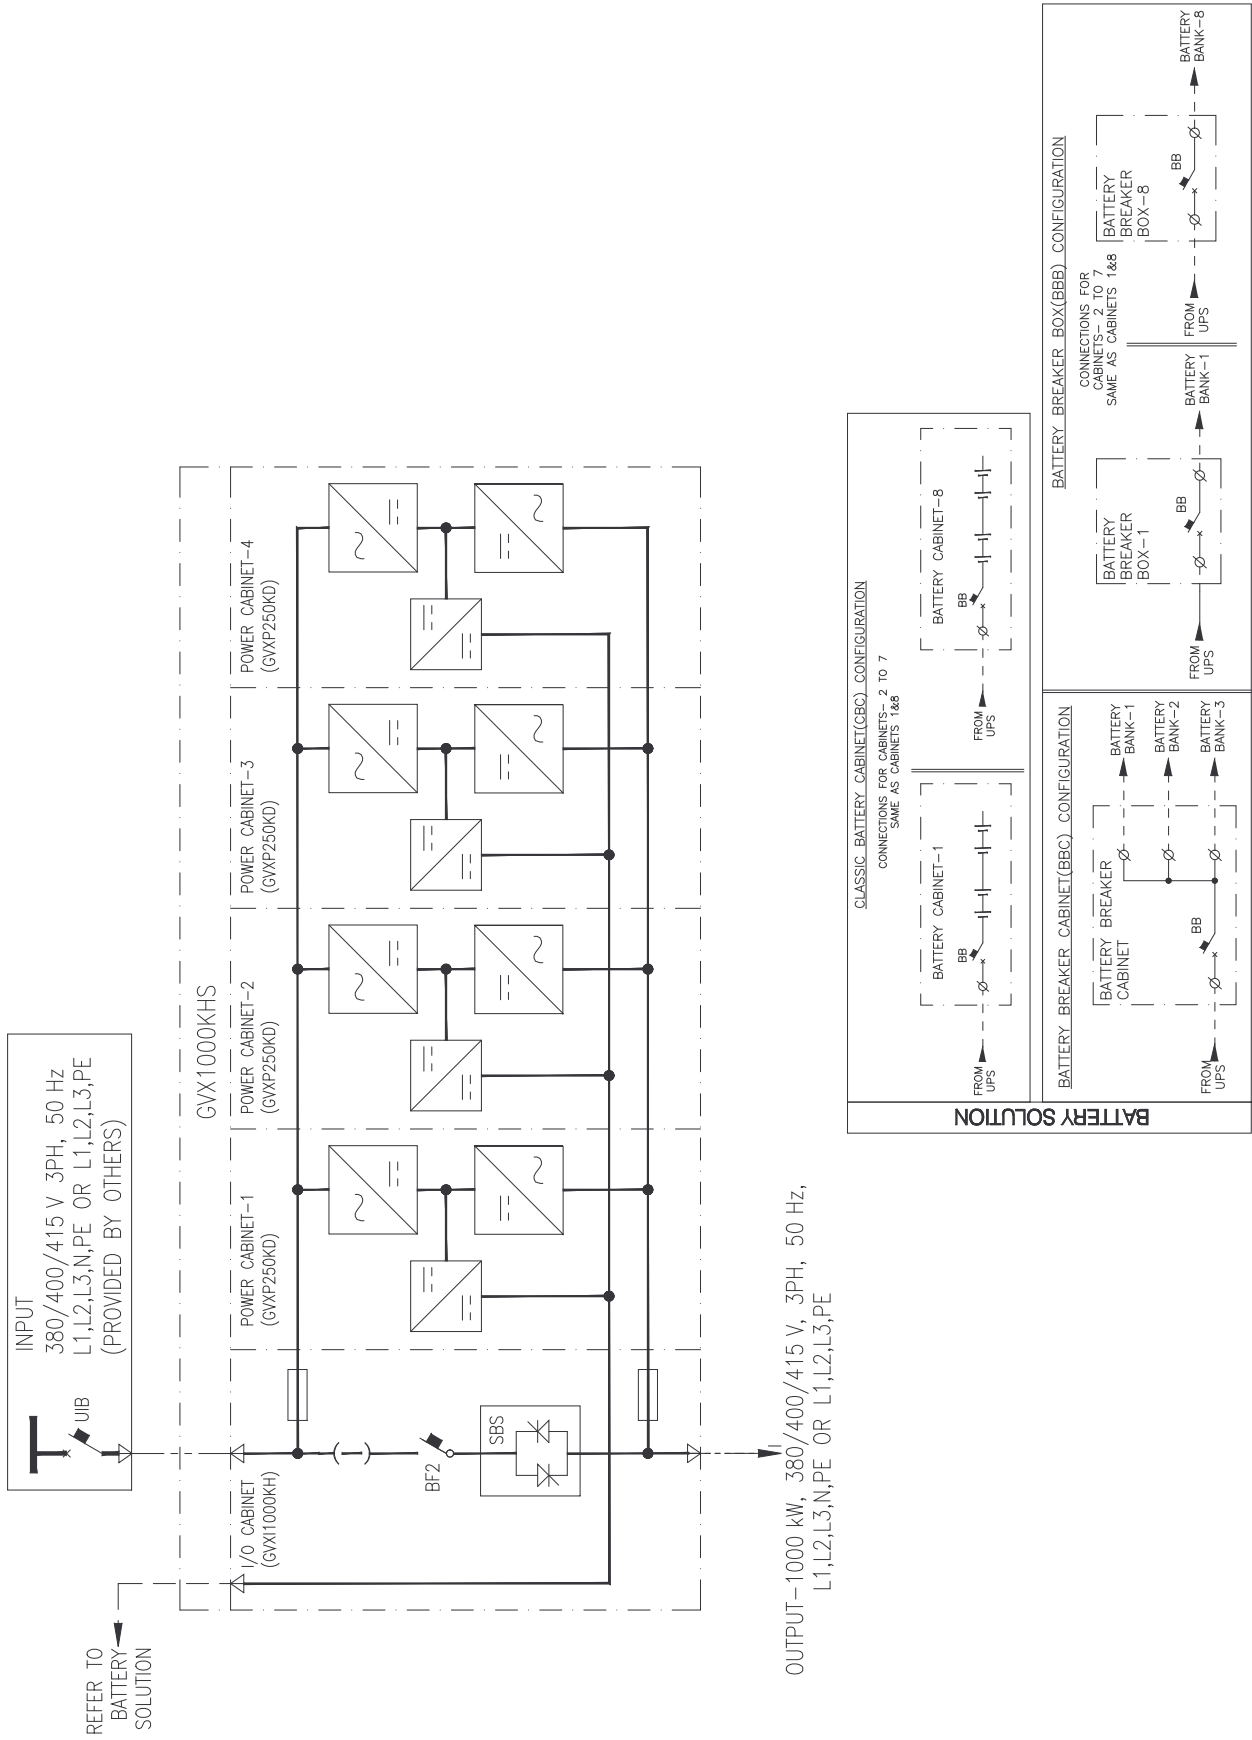 REFER TO
BATTERY
SOLUTION
INPUT
380/400/415 V 3PH, 50 Hz
L1,L2,L3,N,PE OR L1,L2,L3,PE
(PROVIDED BY OTHERS)
UIB
GVX1000KHS
I/O CABINET
(GVXI1000KH)
BF2
SBS
POWER CABINET-1
(GVXP250KD)
POWER CABINET-2
(GVXP250KD)
POWER CABINET-3
(GVXP250KD)
POWER CABINET-4
(GVXP250KD)
OUTPUT-1000 kW, 380/400/415 V, 3PH, 50 Hz,
L1,L2,L3,N,PE OR L1,L2,L3,PE
BATTERY SOLUTION
CLASSIC BATTERY CABINET(CBC) CONFIGURATION
CONNECTIONS FOR CABINETS- 2 TO 7
SAME AS CABINETS 1&8
BATTERY CABINET-1
BB
FROM
UPS
BATTERY CABINET-8
BB
FROM
UPS
BATTERY BREAKER CABINET(BBC) CONFIGURATION
BATTERY BREAKER
CABINET
BB
FROM
UPS
BATTERY
BANK-1
BATTERY
BANK-2
BATTERY
BANK-3
BATTERY BREAKER BOX(BBB) CONFIGURATION
CONNECTIONS FOR
CABINETS- 2 TO 7
SAME AS CABINETS 1&8
BATTERY
BREAKER
BOX-1
BB
FROM
UPS
BATTERY
BANK-1
BATTERY
BREAKER
BOX-8
BB
FROM
UPS
BATTERY
BANK-8